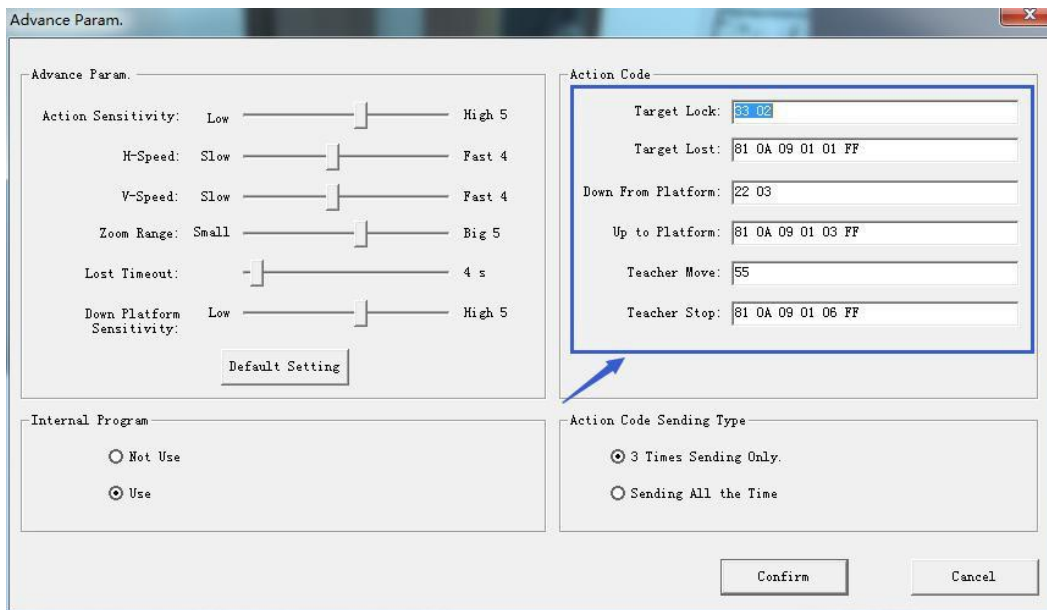 Advance Param.
X
Advance Param.
Action Sensitivity: Low High 5
H-Speed: Slow Fast 4
V-Speed: Slow Fast 4
Zoom Range: Small Big 5
Lost Timeout: 4 s
Down Platform Sensitivity: Low High 5
Default Setting
Action Code
Target Lock: 33 02
Target Lost: 81 0A 09 01 01 FF
Down From Platform: 22 03
Up to Platform: 81 0A 09 01 03 FF
Teacher Move: 55
Teacher Stop: 81 0A 09 01 06 FF
Internal Program
Not Use
Use
Action Code Sending Type
3 Times Sending Only.
Sending All the Time
Confirm
Cancel